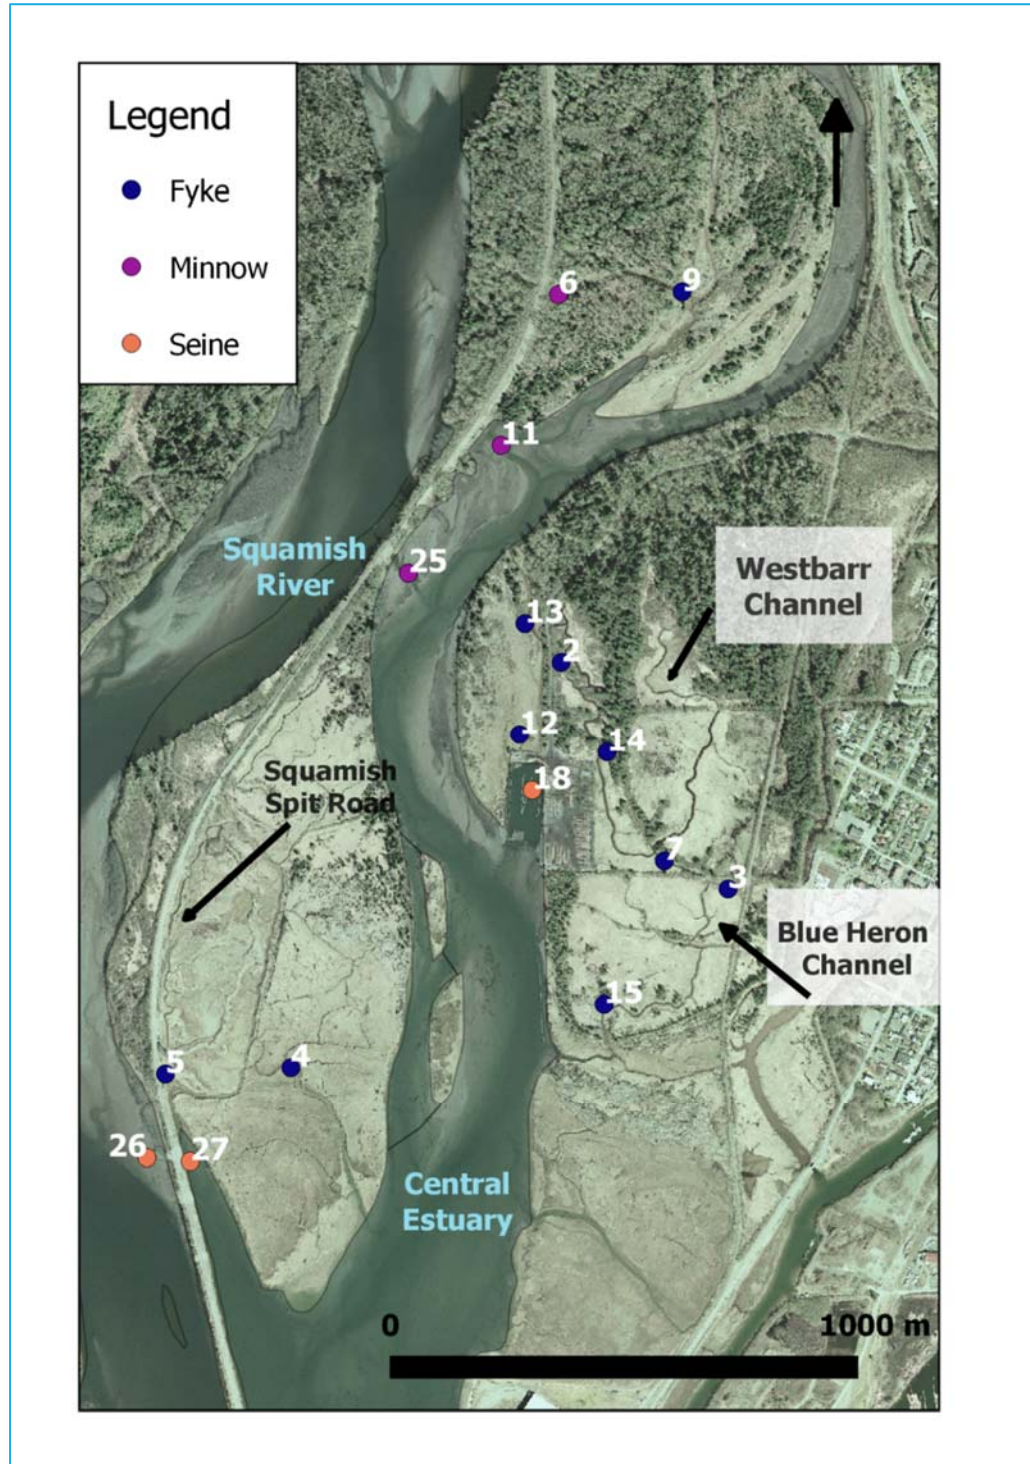 Legend
Fyke
Minnow
Seine
6
9
11
25
Squamish
River
Westbarr
Channel
13
2
12
14
18
Squamish
Spit Road
7
3
Blue Heron
Channel
15
5
4
26
27
Central
Estuary
0
1000 m